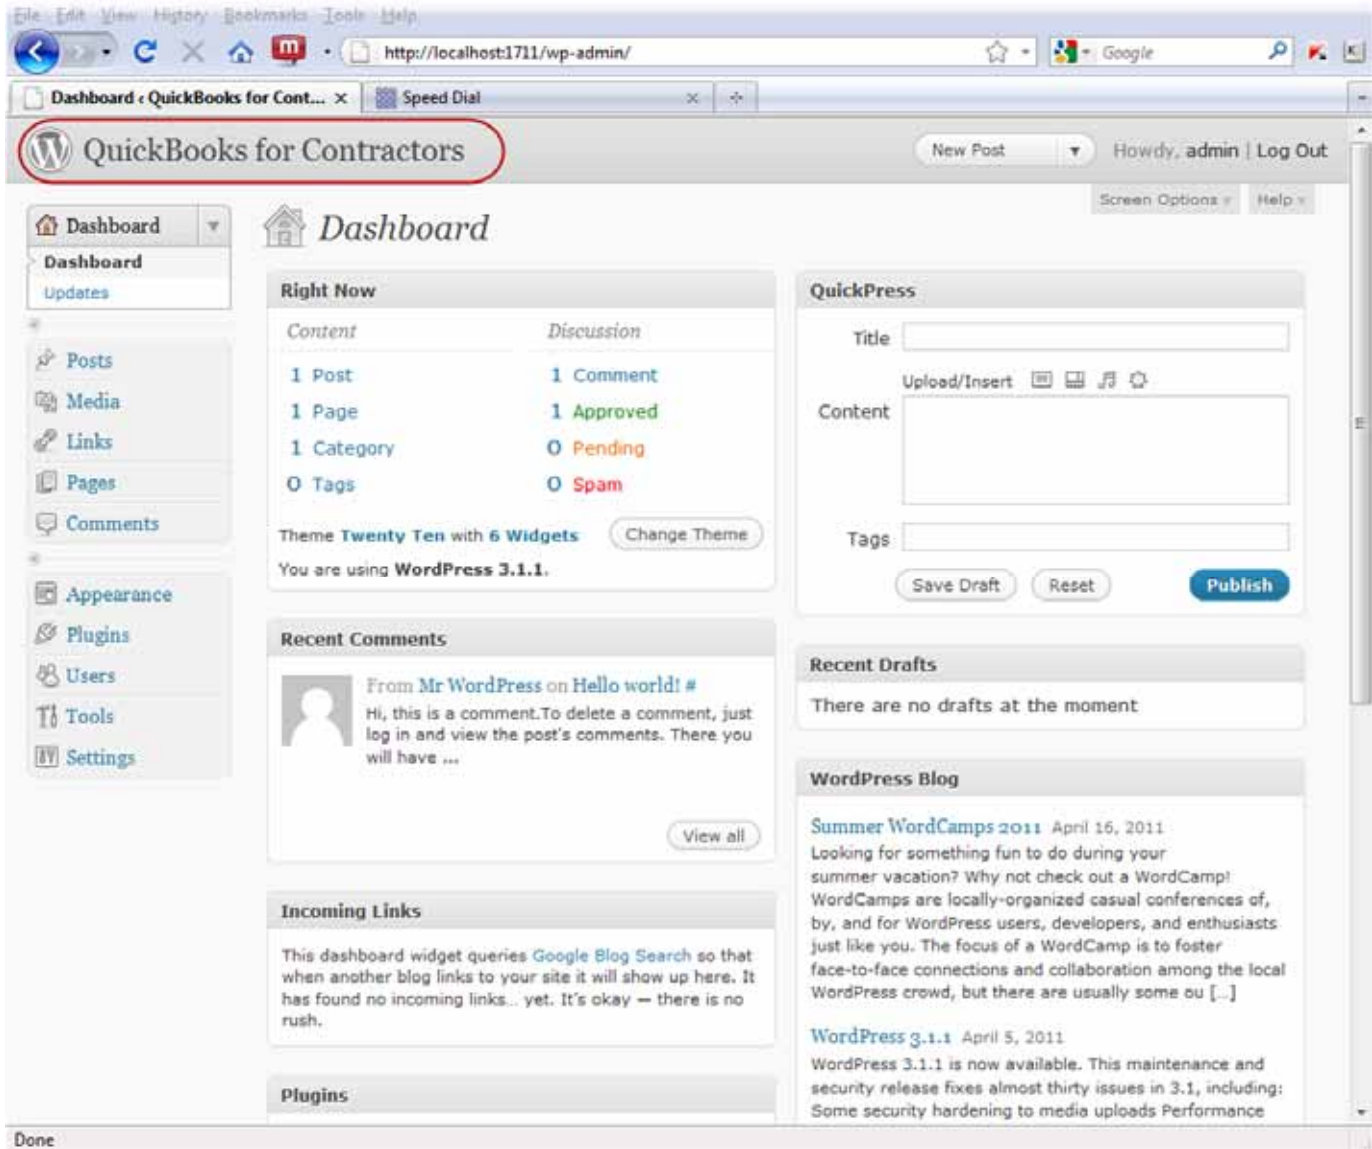 File Edit View History Bookmarks Tools Help
http://localhost:1711/wp-admin/
Google
Dashboard ‹ QuickBooks for Cont...
Speed Dial
QuickBooks for Contractors
New Post
Howdy, admin | Log Out
Screen Options
Help
Dashboard
Dashboard
Updates
Posts
Media
Links
Pages
Comments
Appearance
Plugins
Users
Tools
Settings
Dashboard
Right Now
Content
Discussion
1 Post
1 Comment
1 Page
1 Approved
1 Category
0 Pending
0 Tags
0 Spam
Theme Twenty Ten with 6 Widgets
Change Theme
You are using WordPress 3.1.1.
Recent Comments
From Mr WordPress on Hello world! #
Hi, this is a comment.To delete a comment, just
log in and view the post's comments. There you
will have ...
View all
Incoming Links
This dashboard widget queries Google Blog Search so that
when another blog links to your site it will show up here. It
has found no incoming links... yet. It's okay — there is no
rush.
Plugins
QuickPress
Title
Upload/Insert
Content
Tags
Save Draft
Reset
Publish
Recent Drafts
There are no drafts at the moment
WordPress Blog
Summer WordCamps 2011 April 16, 2011
Looking for something fun to do during your
summer vacation? Why not check out a WordCamp!
WordCamps are locally-organized casual conferences of,
by, and for WordPress users, developers, and enthusiasts
just like you. The focus of a WordCamp is to foster
face-to-face connections and collaboration among the local
WordPress crowd, but there are usually some ou [...]
WordPress 3.1.1 April 5, 2011
WordPress 3.1.1 is now available. This maintenance and
security release fixes almost thirty issues in 3.1, including:
Some security hardening to media uploads Performance
Done